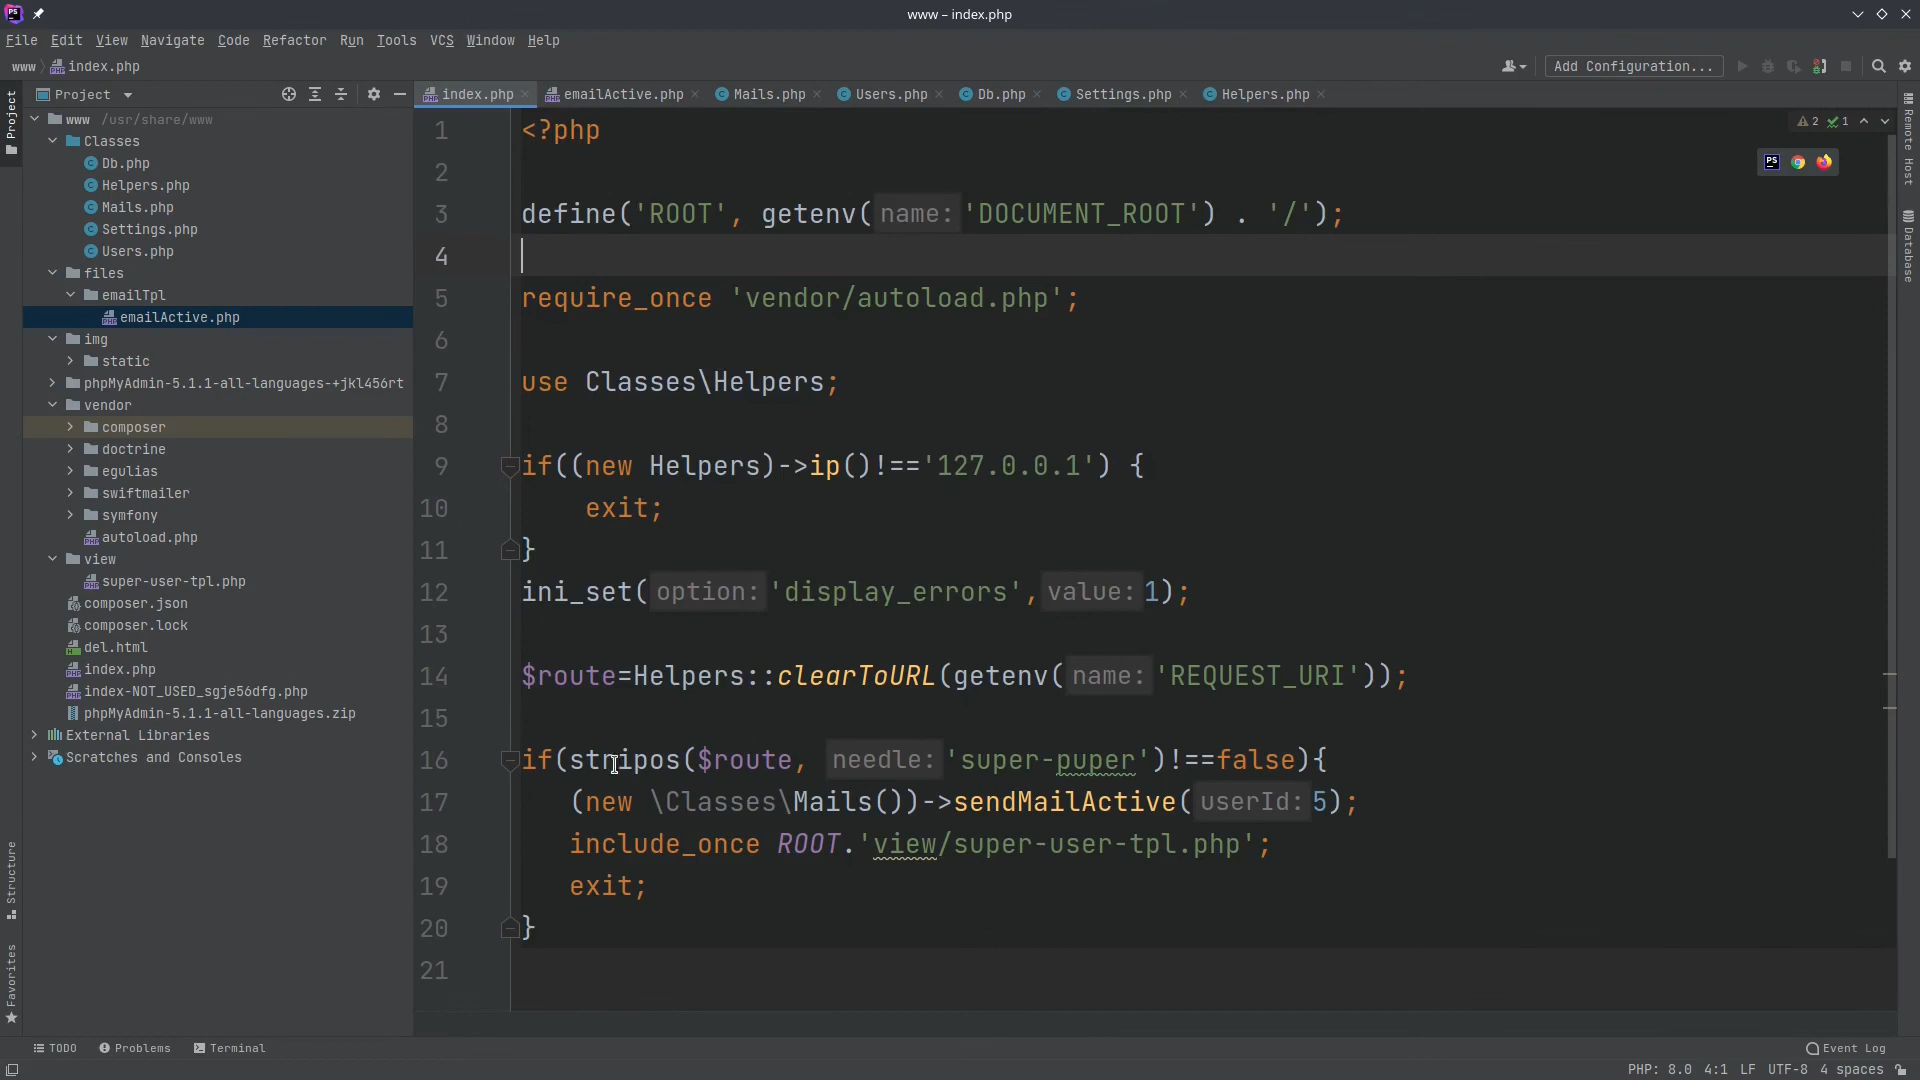 www – index.php
File Edit View Navigate Code Refactor Run Tools VCS Window Help
www index.php
Add Configuration...
Project
index.php
emailActive.php
Mails.php
Users.php
Db.php
Settings.php
Helpers.php
Project
www /usr/share/www
Classes
Db.php
Helpers.php
Mails.php
Settings.php
Users.php
files
emailTpl
emailActive.php
img
static
phpMyAdmin-5.1.1-all-languages-+jkl456rt
vendor
composer
doctrine
egulias
swiftmailer
symfony
autoload.php
view
super-user-tpl.php
composer.json
composer.lock
del.html
index.php
index-NOT_USED_sgje56dfg.php
phpMyAdmin-5.1.1-all-languages.zip
External Libraries
Scratches and Consoles
Structure
Favorites
2 1
1 <?php
2
3 define('ROOT', getenv( name: 'DOCUMENT_ROOT') . '/');
4
5 require_once 'vendor/autoload.php';
6
7 use Classes\Helpers;
8
9 if((new Helpers)->ip()!=='127.0.0.1') {
10 exit;
11 }
12 ini_set( option: 'display_errors', value: 1);
13
14 $route=Helpers::clearToURL(getenv( name: 'REQUEST_URI'));
15
16 if(stripos($route, needle: 'super-puper')!==false){
17 (new \Classes\Mails())->sendMailActive( userId: 5);
18 include_once ROOT.'view/super-user-tpl.php';
19 exit;
20 }
21
Remote Host
Database
TODO Problems Terminal
Event Log
PHP: 8.0 4:1 LF UTF-8 4 spaces